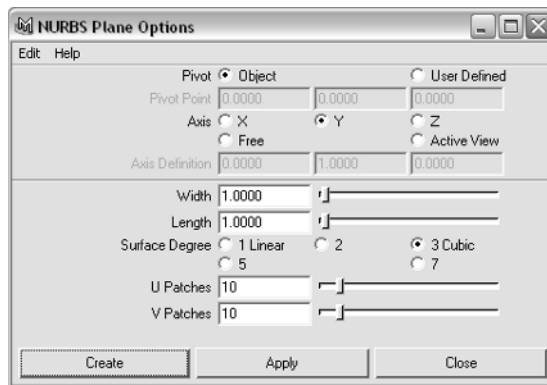 NURBS Plane Options
Edit Help
Pivot Object User Defined
Pivot Point 0.0000 0.0000 0.0000
Axis X Y Z
Free Active View
Axis Definition 0.0000 1.0000 0.0000
Width 1.0000
Length 1.0000
Surface Degree 1 Linear 2 3 Cubic
5 7
U Patches 10
V Patches 10
Create Apply Close